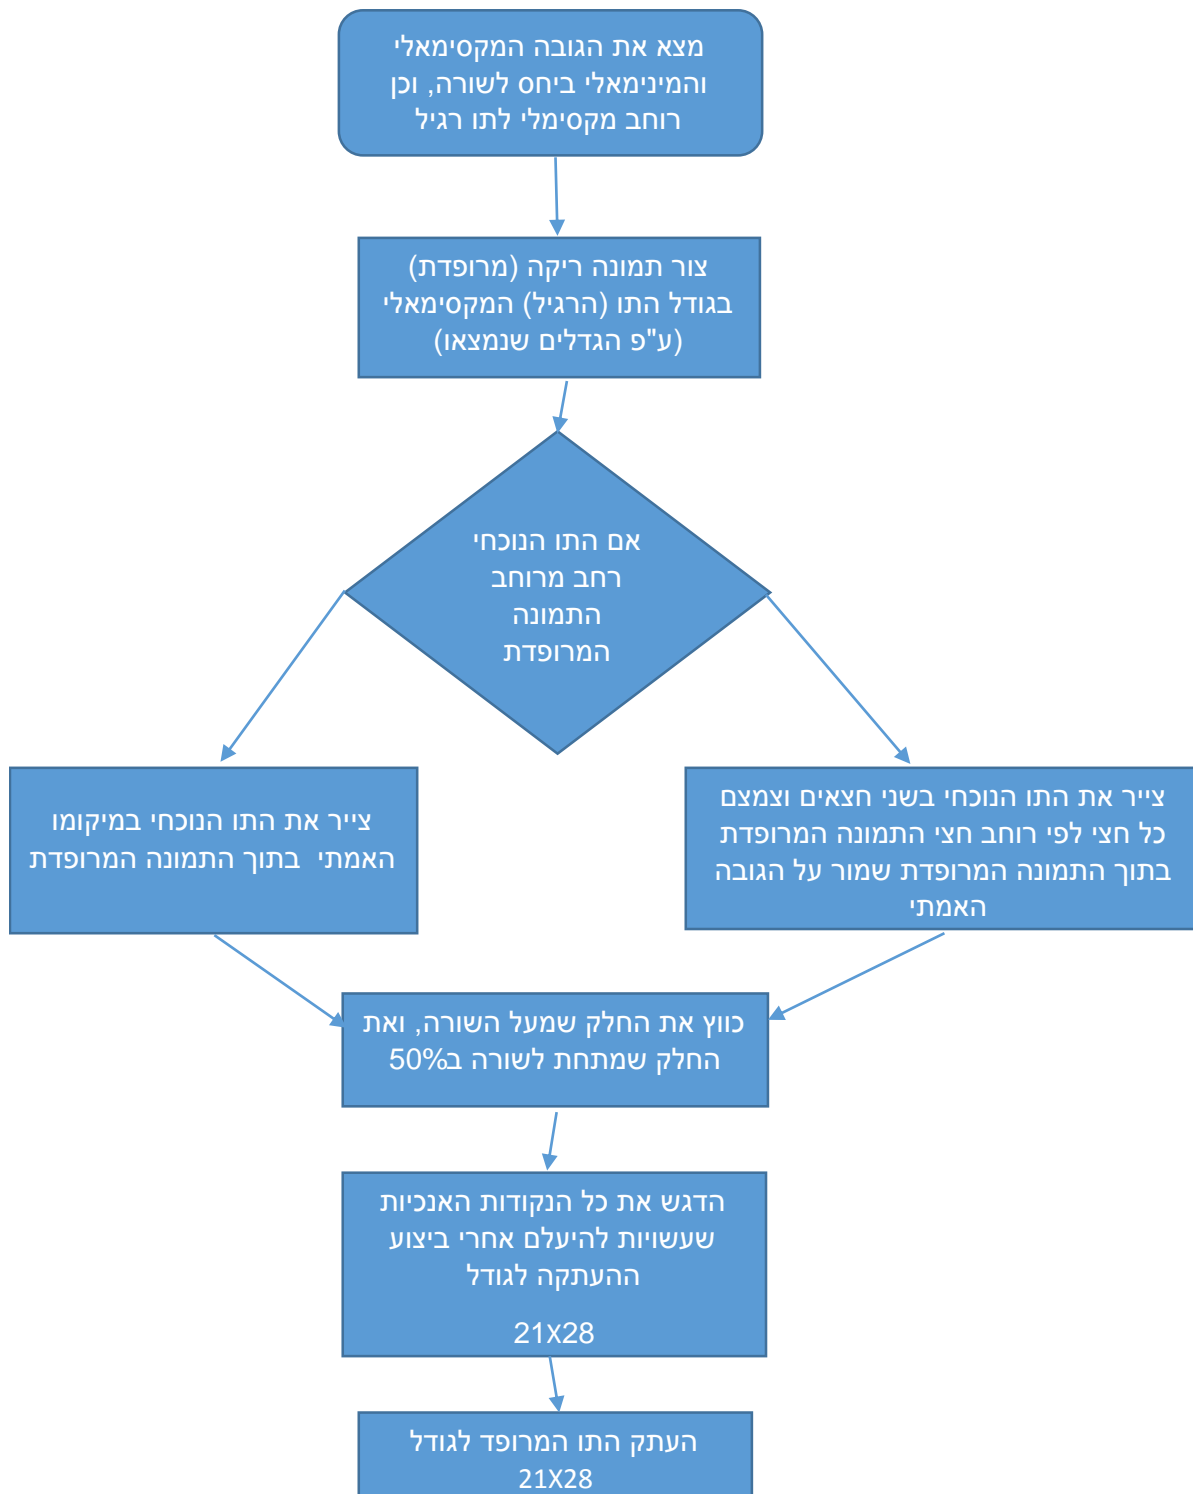 מצא את הגובה המקסימאלי
והמינימאלי ביחס לשורה, וכן
רוחב מקסימלי לתו רגיל
צור תמונה ריקה (מרופדת)
בגודל התו (הרגיל) המקסימאלי
(ע"פ הגדלים שנמצאו)
אם התו הנוכחי
רחב מרוחב
התמונה
המרופדת
צייר את התו הנוכחי בשני חצאים וצמצם
כל חצי לפי רוחב חצי התמונה המרופדת
בתוך התמונה המרופדת שמור על הגובה
האמתי
צייר את התו הנוכחי במיקומו
האמתי  בתוך התמונה המרופדת
כווץ את החלק שמעל השורה, ואת
החלק שמתחת לשורה ב50%
הדגש את כל הנקודות האנכיות
שעשויות להיעלם אחרי ביצוע
ההעתקה לגודל
21X28
העתק התו המרופד לגודל
21X28